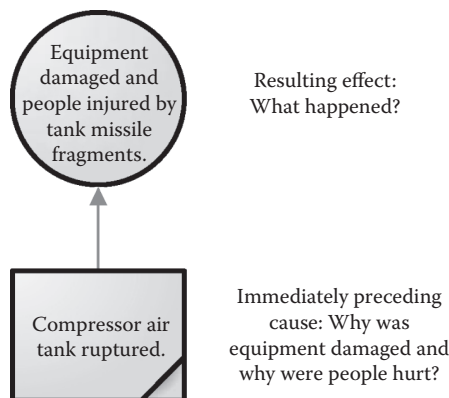 Equipment
damaged and
people injured by
tank missile
fragments.
Resulting effect:
What happened?
Compressor air
tank ruptured.
Immediately preceding
cause: Why was
equipment damaged and
why were people hurt?